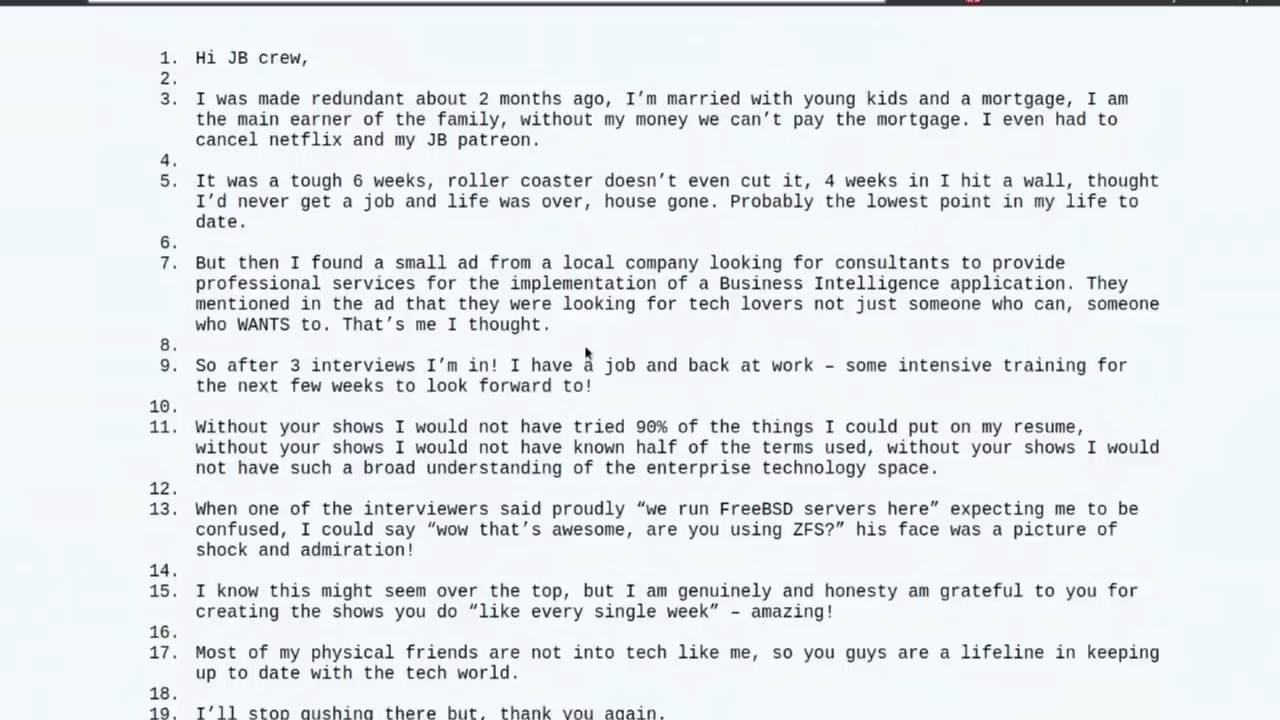 1. Hi JB crew,
2.
3. I was made redundant about 2 months ago, I’m married with young kids and a mortgage, I am
the main earner of the family, without my money we can’t pay the mortgage. I even had to
cancel netflix and my JB patreon.
4.
5. It was a tough 6 weeks, roller coaster doesn’t even cut it, 4 weeks in I hit a wall, thought
I’d never get a job and life was over, house gone. Probably the lowest point in my life to
date.
6.
7. But then I found a small ad from a local company looking for consultants to provide
professional services for the implementation of a Business Intelligence application. They
mentioned in the ad that they were looking for tech lovers not just someone who can, someone
who WANTS to. That’s me I thought.
8.
9. So after 3 interviews I’m in! I have a job and back at work – some intensive training for
the next few weeks to look forward to!
10.
11. Without your shows I would not have tried 90% of the things I could put on my resume,
without your shows I would not have known half of the terms used, without your shows I would
not have such a broad understanding of the enterprise technology space.
12.
13. When one of the interviewers said proudly “we run FreeBSD servers here” expecting me to be
confused, I could say “wow that’s awesome, are you using ZFS?” his face was a picture of
shock and admiration!
14.
15. I know this might seem over the top, but I am genuinely and honesty am grateful to you for
creating the shows you do “like every single week” – amazing!
16.
17. Most of my physical friends are not into tech like me, so you guys are a lifeline in keeping
up to date with the tech world.
18.
19. I’ll stop gushing there but, thank you again.